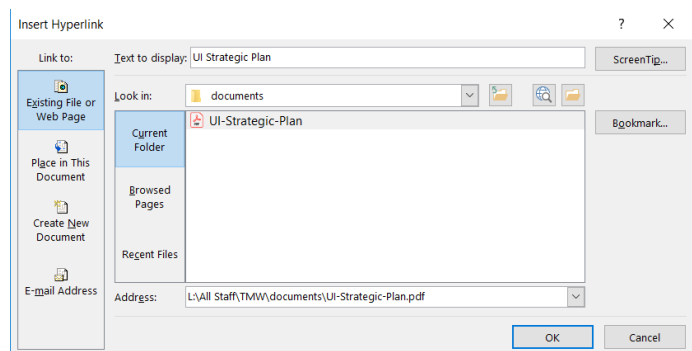 Insert Hyperlink
?
Link to:
Text to display: UI Strategic Plan
ScreenTip...
Existing File or
Web Page
Look in: documents
Bookmark...
Current
Folder
UI-Strategic-Plan
Place in This
Document
Browsed
Pages
Create New
Document
Recent Files
E-mail Address
Address: L:\All Staff\TMW\documents\UI-Strategic-Plan.pdf
OK
Cancel